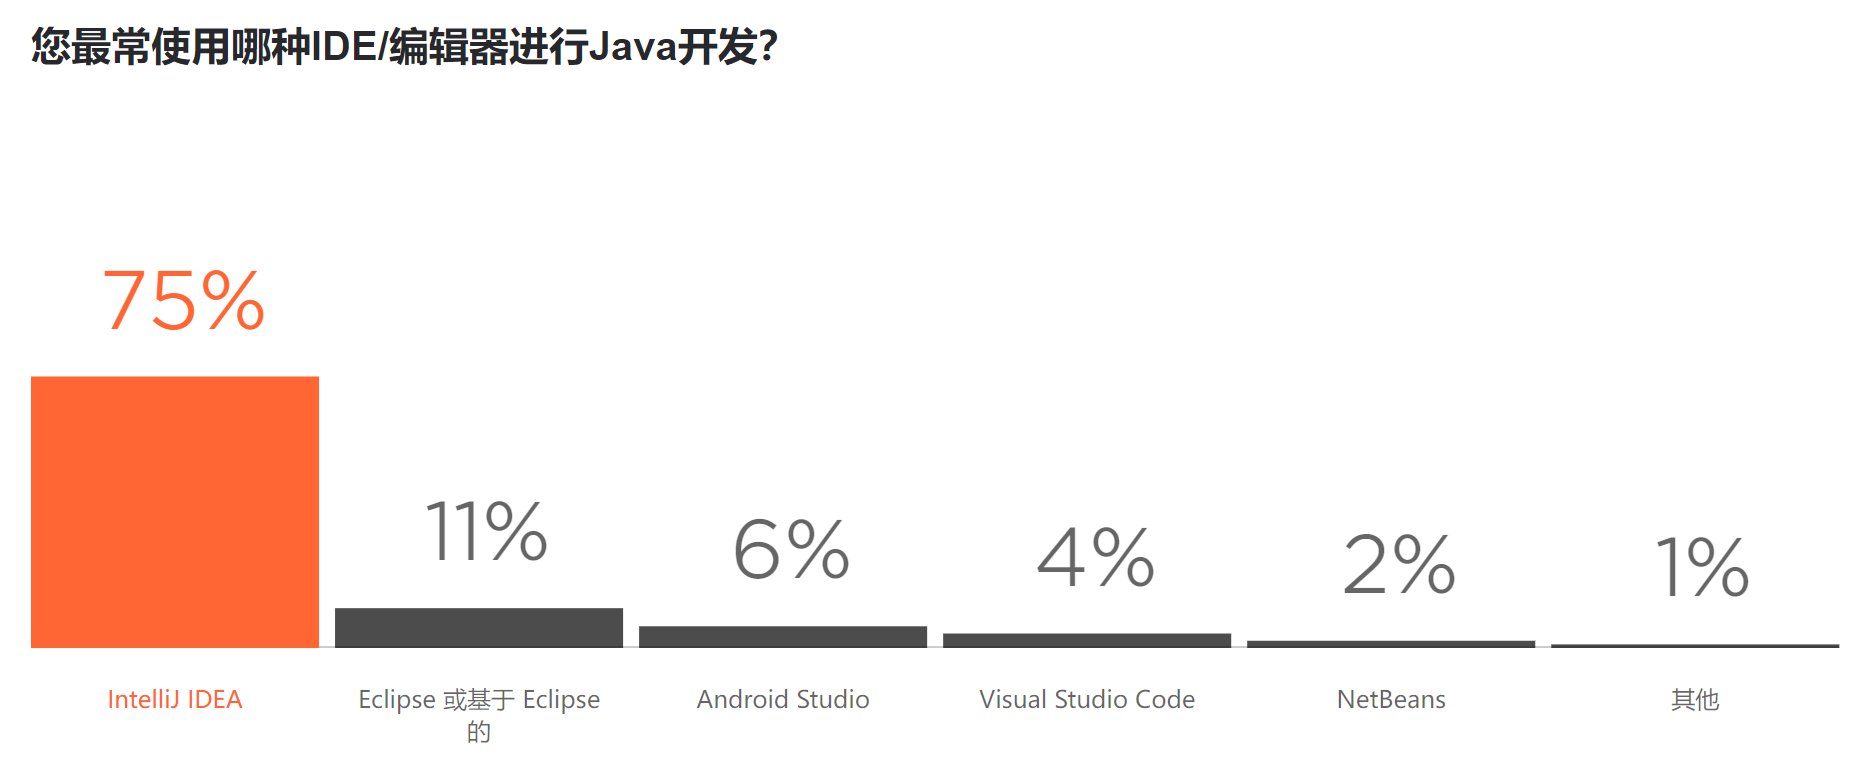 您最常使用哪种IDE/编辑器进行Java开发?
75%
11%
6%
4%
2%
1%
IntelliJ IDEA
Eclipse 或基于 Eclipse
的
Android Studio
Visual Studio Code
NetBeans
其他